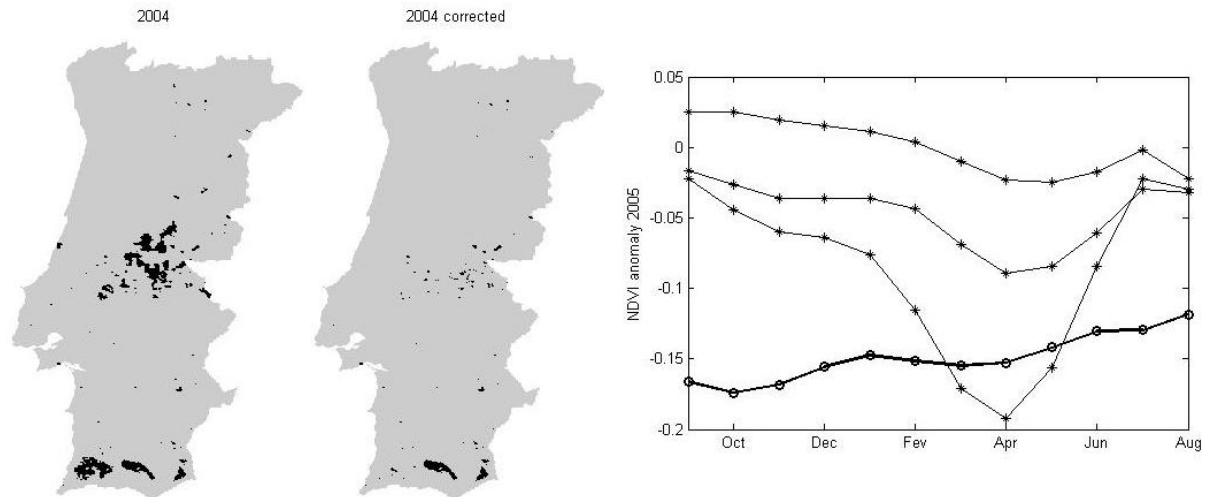 2004
2004 corrected
NDVI anomaly 2005
0.05
0
-0.05
-0.1
-0.15
-0.2
Oct
Dec
Fev
Apr
Jun
Aug